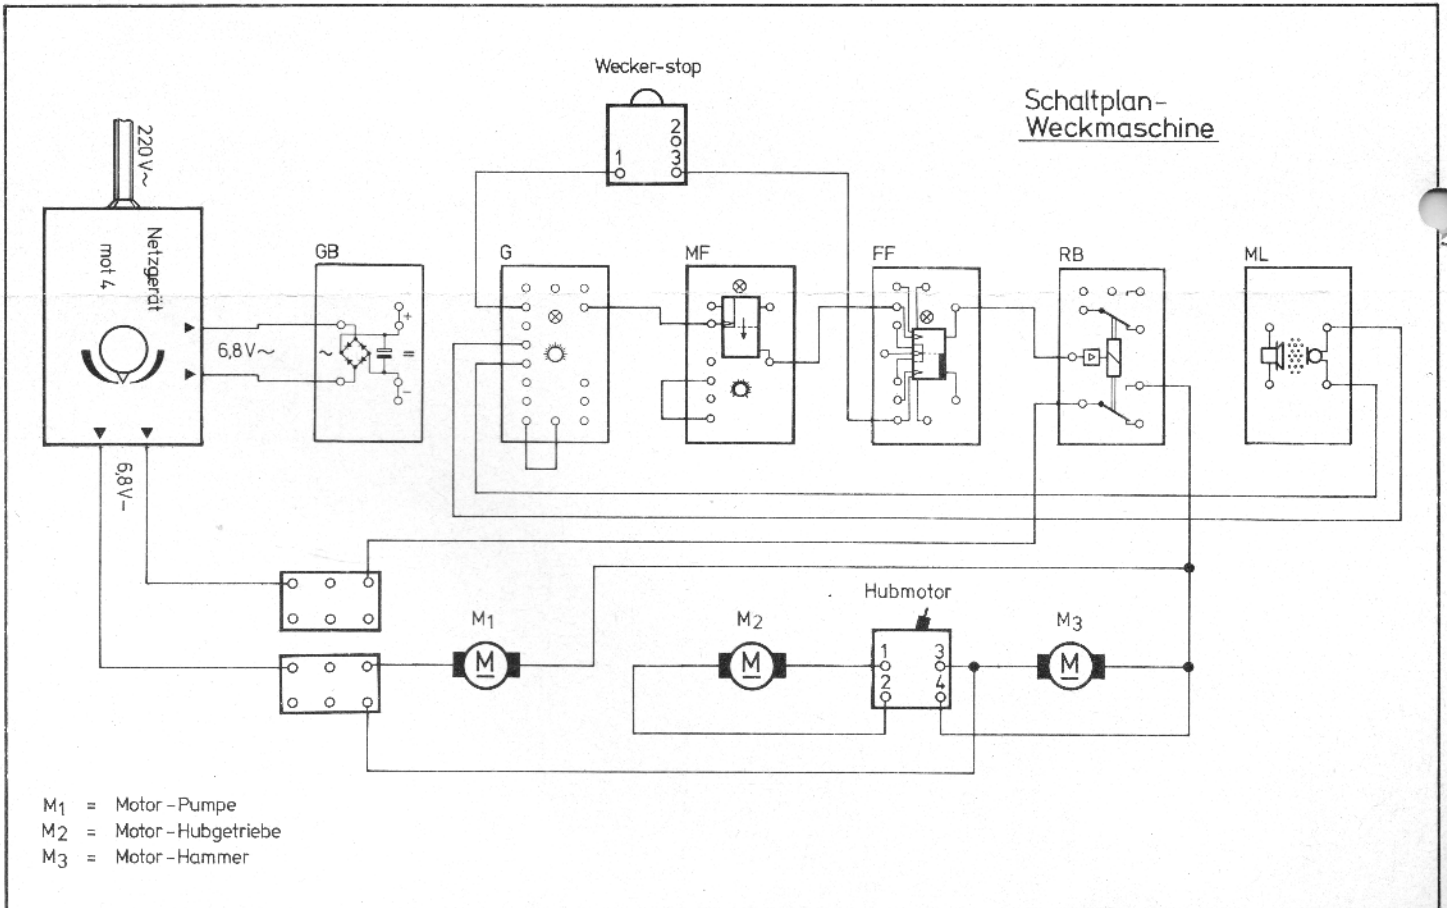 Wecker-stop
Schaltplan-
Weckmaschine
220V~
2
1 3
Netzgerät
mot 4
GB
G
MF
FF
RB
ML
6,8V~
~
+
=
-
6,8V-
Hubmotor
M1
M2
M3
M
M
M
1 3
2 4
M1 = Motor-Pumpe
M2 = Motor-Hubgetriebe
M3 = Motor-Hammer